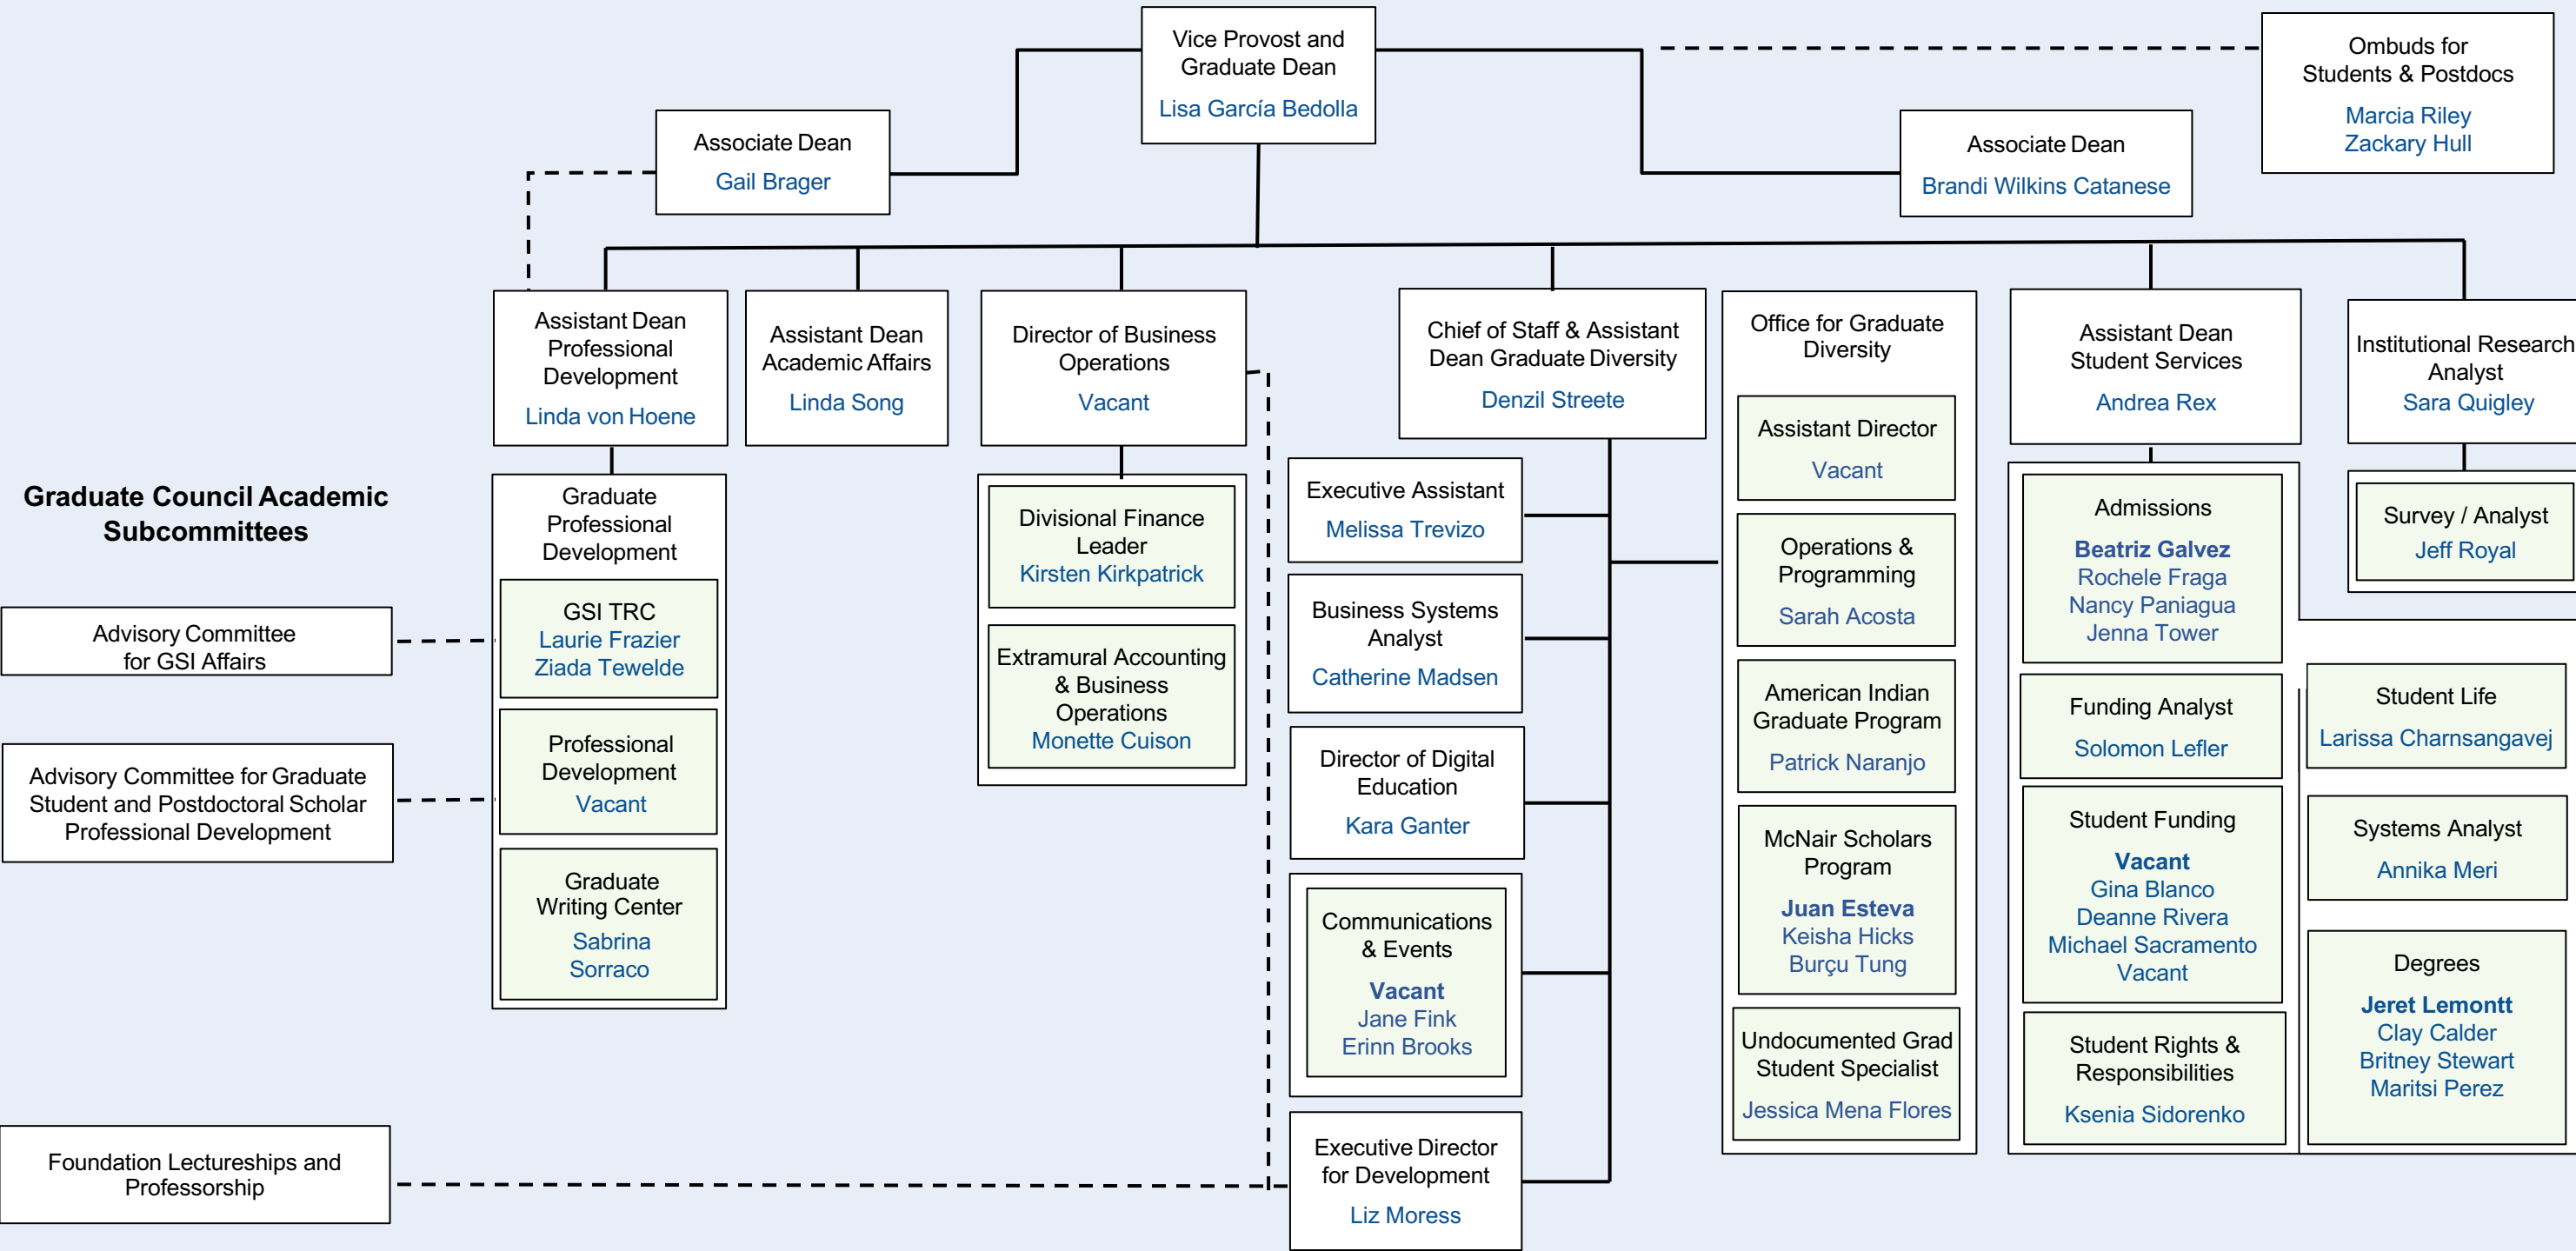 Vice Provost and
Graduate Dean
Lisa García Bedolla
Ombuds for
Students & Postdocs
Marcia Riley
Zackary Hull
Associate Dean
Gail Brager
Associate Dean
Brandi Wilkins Catanese
Assistant Dean
Professional
Development
Linda von Hoene
Assistant Dean
Academic Affairs
Linda Song
Director of Business
Operations
Vacant
Chief of Staff & Assistant
Dean Graduate Diversity
Denzil Streete
Office for Graduate
Diversity
Assistant Dean
Student Services
Andrea Rex
Institutional Research
Analyst
Sara Quigley
Graduate Council Academic
Subcommittees
Advisory Committee
for GSI Affairs
Advisory Committee for Graduate
Student and Postdoctoral Scholar
Professional Development
Foundation Lectureships and
Professorship
Graduate
Professional
Development
GSI TRC
Laurie Frazier
Ziada Tewelde
Professional
Development
Vacant
Graduate
Writing Center
Sabrina
Sorraco
Divisional Finance
Leader
Kirsten Kirkpatrick
Extramural Accounting
& Business
Operations
Monette Cuison
Executive Assistant
Melissa Trevizo
Business Systems
Analyst
Catherine Madsen
Director of Digital
Education
Kara Ganter
Communications
& Events
Vacant
Jane Fink
Erinn Brooks
Executive Director
for Development
Liz Moress
Assistant Director
Vacant
Operations &
Programming
Sarah Acosta
American Indian
Graduate Program
Patrick Naranjo
McNair Scholars
Program
Juan Esteva
Keisha Hicks
Burçu Tung
Undocumented Grad
Student Specialist
Jessica Mena Flores
Admissions
Beatriz Galvez
Rochele Fraga
Nancy Paniagua
Jenna Tower
Funding Analyst
Solomon Lefler
Student Funding
Vacant
Gina Blanco
Deanne Rivera
Michael Sacramento
Vacant
Student Rights &
Responsibilities
Ksenia Sidorenko
Survey / Analyst
Jeff Royal
Student Life
Larissa Charnsangavej
Systems Analyst
Annika Meri
Degrees
Jeret Lemontt
Clay Calder
Britney Stewart
Maritsi Perez